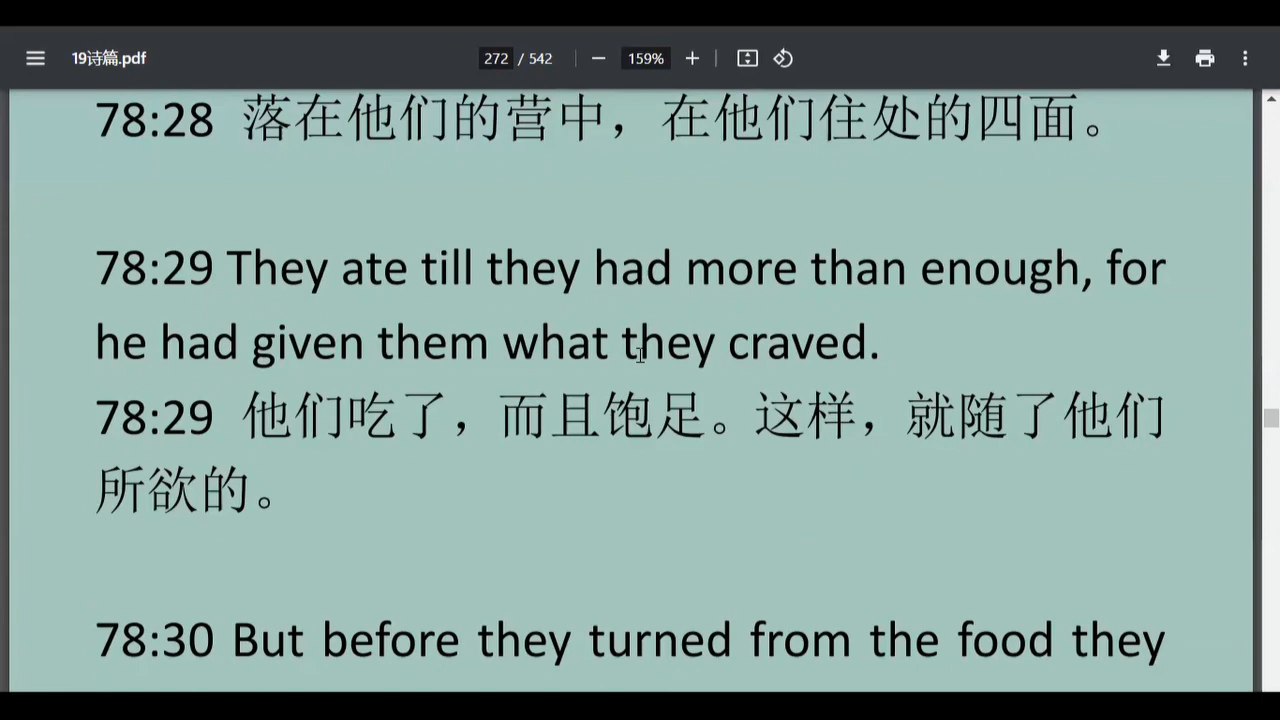 19诗篇.pdf
272 / 542
159%
78:28 落在他们的营中，在他们住处的四面。
78:29 They ate till they had more than enough, for
he had given them what they craved.
78:29 他们吃了，而且饱足。这样，就随了他们
所欲的。
78:30 But before they turned from the food they